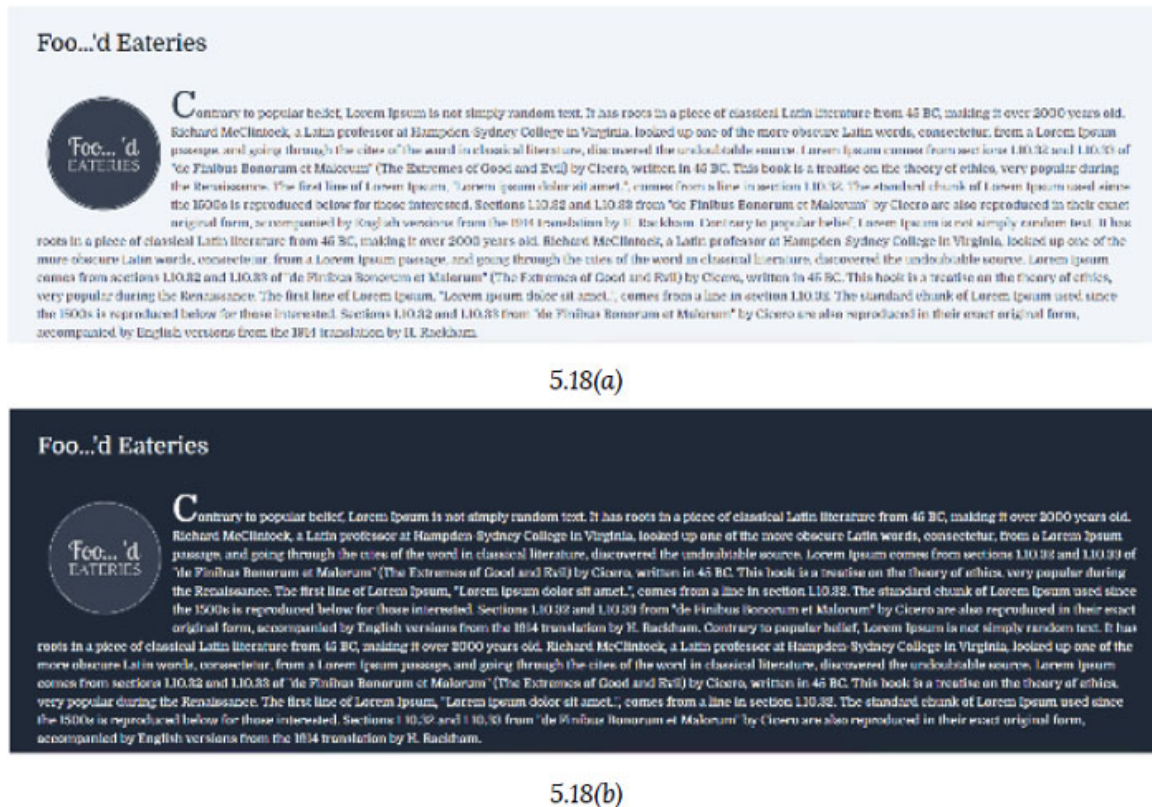 Foo...'d Eateries
Foo... 'd
EATERIES
Contrary to popular belief, Lorem Ipsum is not simply random text. It has roots in a piece of classical Latin literature from 45 BC, making it over 2000 years old.
Richard McClintock, a Latin professor at Hampden-Sydney College in Virginia, looked up one of the more obscure Latin words, consectetur, from a Lorem Ipsum
passage, and going through the cites of the word in classical literature, discovered the undoubtable source. Lorem Ipsum comes from sections 1.10.32 and 1.10.33 of
"de Finibus Bonorum et Malorum" (The Extremes of Good and Evil) by Cicero, written in 45 BC. This book is a treatise on the theory of ethics, very popular during
the Renaissance. The first line of Lorem Ipsum, "Lorem ipsum dolor sit amet..", comes from a line in section 1.10.32. The standard chunk of Lorem Ipsum used since
the 1500s is reproduced below for those interested. Sections 1.10.32 and 1.10.33 from "de Finibus Bonorum et Malorum" by Cicero are also reproduced in their exact
original form, accompanied by English versions from the 1914 translation by H. Rackham. Contrary to popular belief, Lorem Ipsum is not simply random text. It has
roots in a piece of classical Latin literature from 45 BC, making it over 2000 years old. Richard McClintock, a Latin professor at Hampden-Sydney College in Virginia, looked up one of the
more obscure Latin words, consectetur, from a Lorem Ipsum passage, and going through the cites of the word in classical literature, discovered the undoubtable source. Lorem Ipsum
comes from sections 1.10.32 and 1.10.33 of "de Finibus Bonorum et Malorum" (The Extremes of Good and Evil) by Cicero, written in 45 BC. This book is a treatise on the theory of ethics,
very popular during the Renaissance. The first line of Lorem Ipsum, "Lorem ipsum dolor sit amet..", comes from a line in section 1.10.32. The standard chunk of Lorem Ipsum used since
the 1500s is reproduced below for those interested. Sections 1.10.32 and 1.10.33 from "de Finibus Bonorum et Malorum" by Cicero are also reproduced in their exact original form,
accompanied by English versions from the 1914 translation by H. Rackham.
5.18(a)
Foo...'d Eateries
Foo... 'd
EATERIES
Contrary to popular belief, Lorem Ipsum is not simply random text. It has roots in a piece of classical Latin literature from 45 BC, making it over 2000 years old.
Richard McClintock, a Latin professor at Hampden-Sydney College in Virginia, looked up one of the more obscure Latin words, consectetur, from a Lorem Ipsum
passage, and going through the cites of the word in classical literature, discovered the undoubtable source. Lorem Ipsum comes from sections 1.10.32 and 1.10.33 of
"de Finibus Bonorum et Malorum" (The Extremes of Good and Evil) by Cicero, written in 45 BC. This book is a treatise on the theory of ethics, very popular during
the Renaissance. The first line of Lorem Ipsum, "Lorem ipsum dolor sit amet..", comes from a line in section 1.10.32. The standard chunk of Lorem Ipsum used since
the 1500s is reproduced below for those interested. Sections 1.10.32 and 1.10.33 from "de Finibus Bonorum et Malorum" by Cicero are also reproduced in their exact
original form, accompanied by English versions from the 1914 translation by H. Rackham. Contrary to popular belief, Lorem Ipsum is not simply random text. It has
roots in a piece of classical Latin literature from 45 BC, making it over 2000 years old. Richard McClintock, a Latin professor at Hampden-Sydney College in Virginia, looked up one of the
more obscure Latin words, consectetur, from a Lorem Ipsum passage, and going through the cites of the word in classical literature, discovered the undoubtable source. Lorem Ipsum
comes from sections 1.10.32 and 1.10.33 of "de Finibus Bonorum et Malorum" (The Extremes of Good and Evil) by Cicero, written in 45 BC. This book is a treatise on the theory of ethics,
very popular during the Renaissance. The first line of Lorem Ipsum, "Lorem ipsum dolor sit amet..", comes from a line in section 1.10.32. The standard chunk of Lorem Ipsum used since
the 1500s is reproduced below for those interested. Sections 1.10.32 and 1.10.33 from "de Finibus Bonorum et Malorum" by Cicero are also reproduced in their exact original form,
accompanied by English versions from the 1914 translation by H. Rackham.
5.18(b)